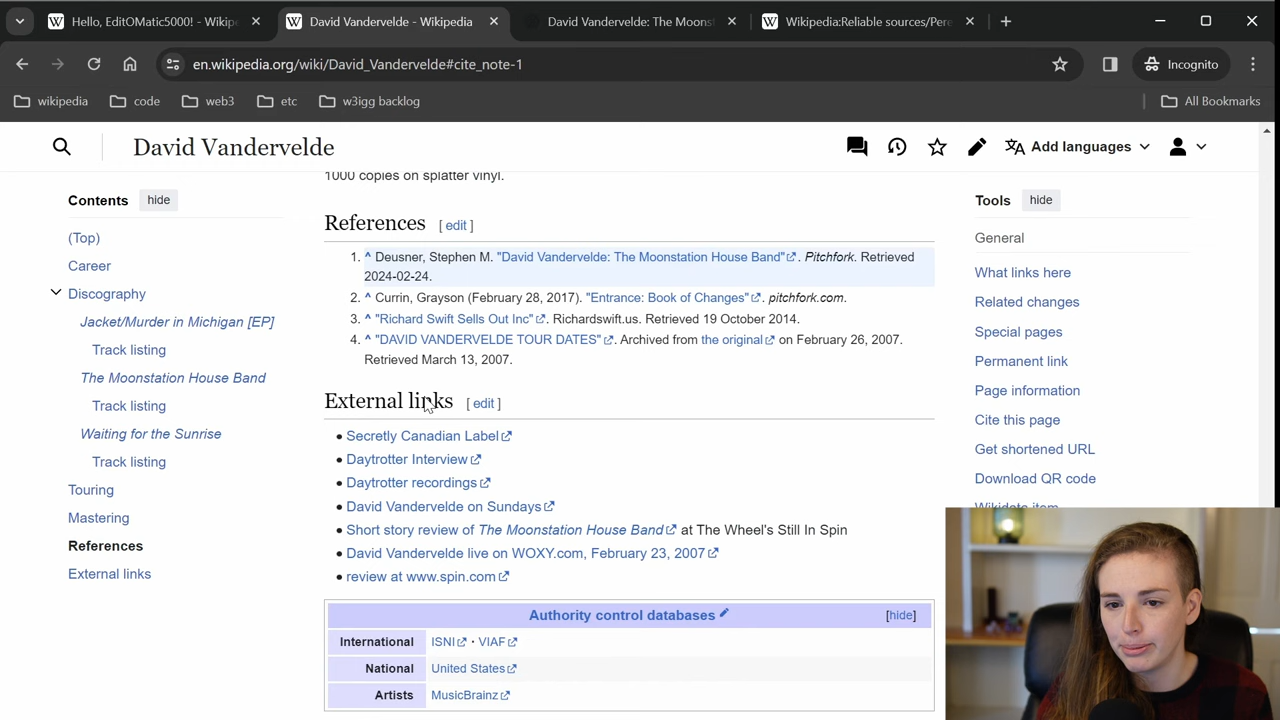 Hello, EditOMatic5000! - Wikipe
David Vandervelde - Wikipedia
David Vandervelde: The Moonst
Wikipedia:Reliable sources/Pere
en.wikipedia.org/wiki/David_Vandervelde#cite_note-1
Incognito
wikipedia
code
web3
etc
w3igg backlog
All Bookmarks
David Vandervelde
Add languages
1000 copies on splatter vinyl.
Contents hide
(Top)
Career
Discography
Jacket/Murder in Michigan [EP]
Track listing
The Moonstation House Band
Track listing
Waiting for the Sunrise
Track listing
Touring
Mastering
References
External links
References [ edit ]
1. ^ Deusner, Stephen M. "David Vandervelde: The Moonstation House Band". Pitchfork. Retrieved
2024-02-24.
2. ^ Currin, Grayson (February 28, 2017). "Entrance: Book of Changes". pitchfork.com.
3. ^ "Richard Swift Sells Out Inc". Richardswift.us. Retrieved 19 October 2014.
4. ^ "DAVID VANDERVELDE TOUR DATES". Archived from the original on February 26, 2007.
Retrieved March 13, 2007.
External links [ edit ]
• Secretly Canadian Label
• Daytrotter Interview
• Daytrotter recordings
• David Vandervelde on Sundays
• Short story review of The Moonstation House Band at The Wheel's Still In Spin
• David Vandervelde live on WOXY.com, February 23, 2007
• review at www.spin.com
Authority control databases [hide]
International ISNI · VIAF
National United States
Artists MusicBrainz
Tools hide
General
What links here
Related changes
Special pages
Permanent link
Page information
Cite this page
Get shortened URL
Download QR code
Wikidata item